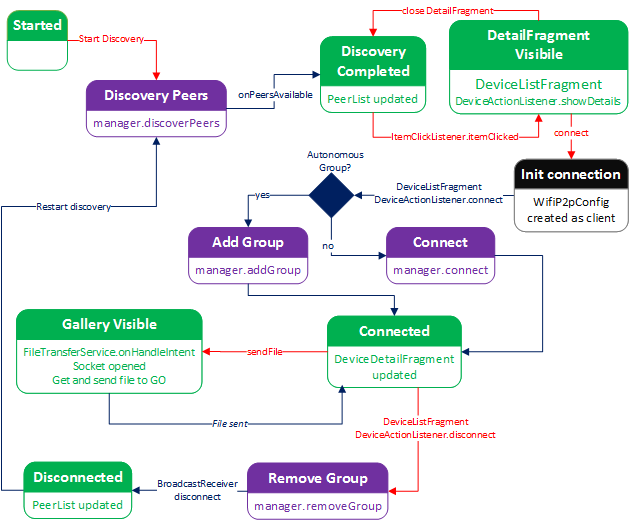 Started
close DetailFragment
DetailFragment
Visibile
Start Discovery
Discovery
Completed
DeviceListFragment
DeviceActionListener.showDetails
Discovery Peers
onPeersAvailable
PeerList updated
manager.discoverPeers
ItemClickListener.itemClicked
connect
Autonomous
Group?
Init connection
DeviceListFragment
DeviceActionListener.connect
WifiP2pConfig
created as client
yes
Restart discovery
no
Add Group
Connect
manager.addGroup
manager.connect
Gallery Visible
Connected
FileTransferService.onHandleIntent
Socket opened
Get and send file to GO
sendFile
DeviceDetailFragment
updated
File sent
DeviceListFragment
DeviceActionListener.disconnect
Disconnected
BroadcastReceiver
disconnect
Remove Group
PeerList updated
manager.removeGroup